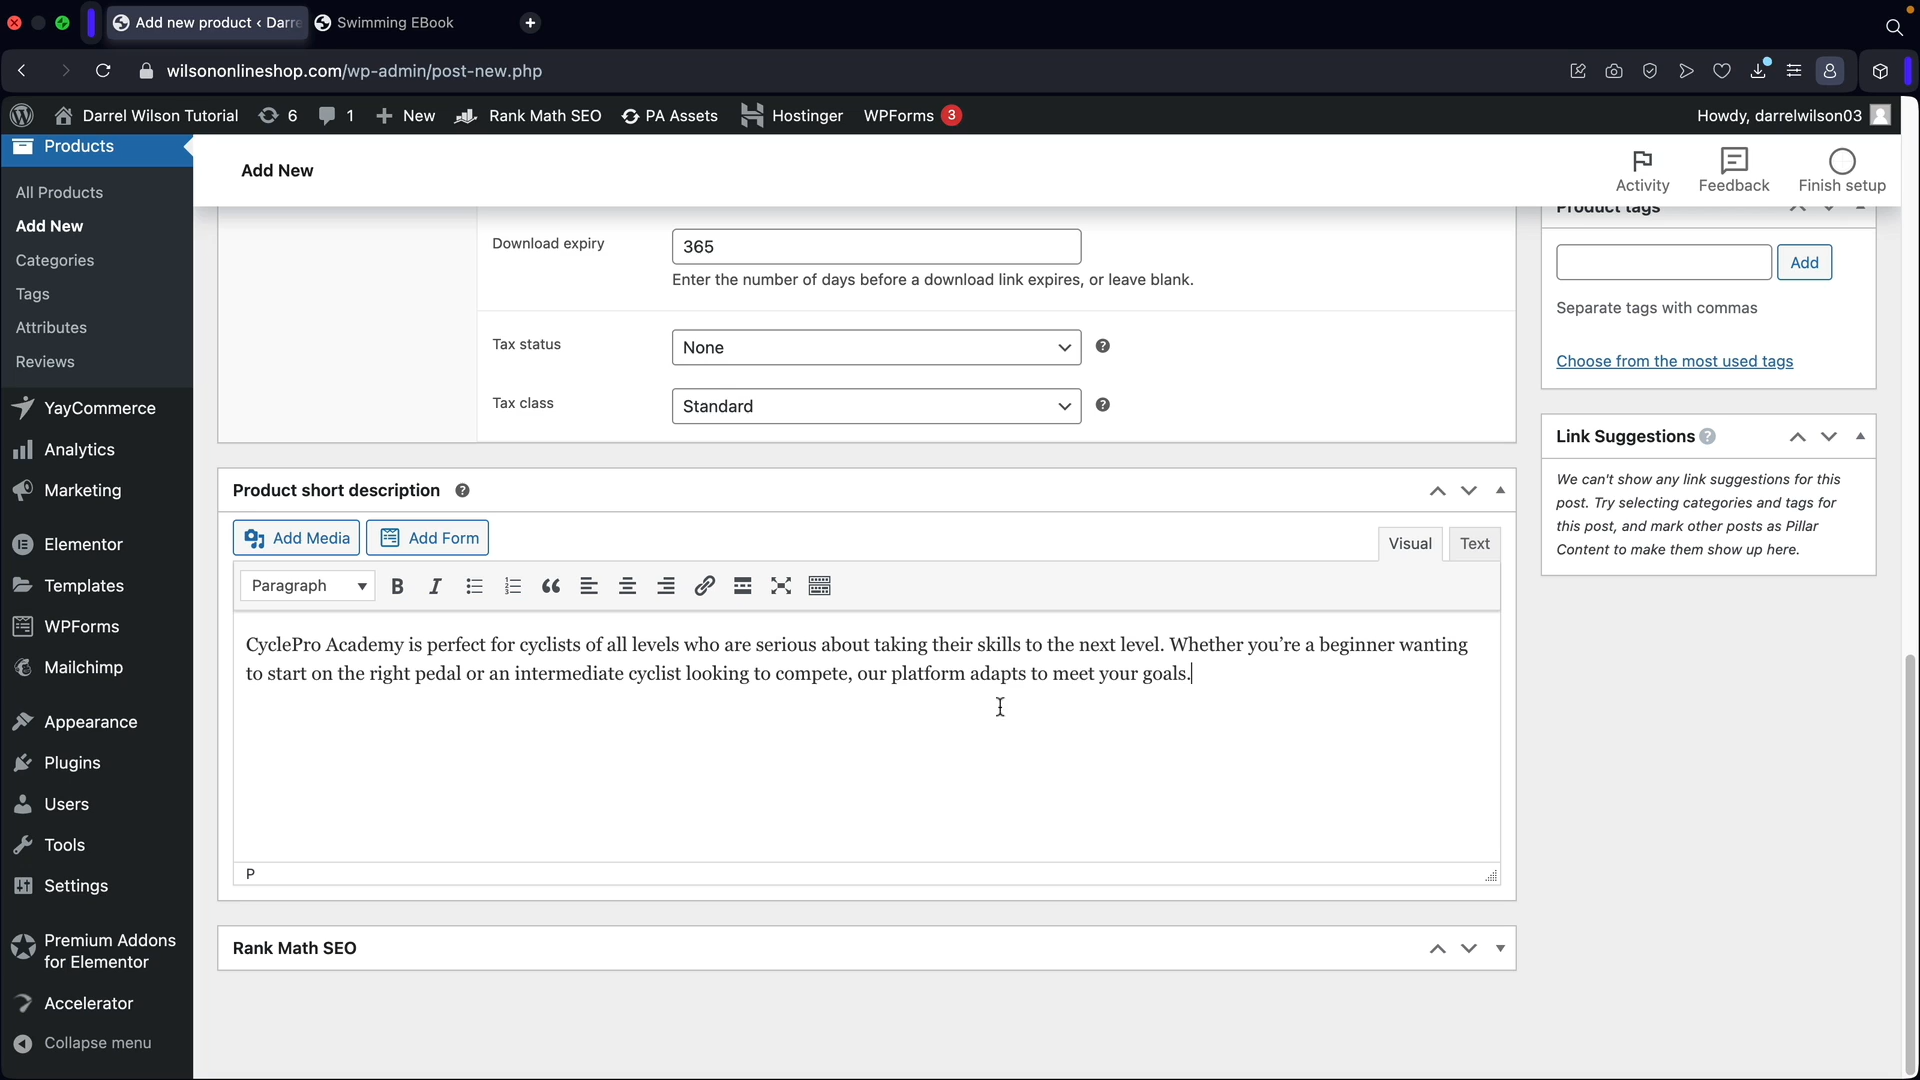 Add new product ‹ Darre
Swimming EBook
wilsononlineshop.com/wp-admin/post-new.php
Darrel Wilson Tutorial
6
1
New
Rank Math SEO
PA Assets
Hostinger
WPForms
3
Howdy, darrelwilson03
Products
All Products
Add New
Categories
Tags
Attributes
Reviews
YayCommerce
Analytics
Marketing
Elementor
Templates
WPForms
Mailchimp
Appearance
Plugins
Users
Tools
Settings
Premium Addons
for Elementor
Accelerator
Collapse menu
Add New
Activity
Feedback
Finish setup
Download expiry
365
Enter the number of days before a download link expires, or leave blank.
Tax status
None
Tax class
Standard
Product short description
Add Media
Add Form
Visual
Text
Paragraph
B
I
CyclePro Academy is perfect for cyclists of all levels who are serious about taking their skills to the next level. Whether you’re a beginner wanting
to start on the right pedal or an intermediate cyclist looking to compete, our platform adapts to meet your goals.
P
Rank Math SEO
Product tags
Add
Separate tags with commas
Choose from the most used tags
Link Suggestions
We can't show any link suggestions for this
post. Try selecting categories and tags for
this post, and mark other posts as Pillar
Content to make them show up here.